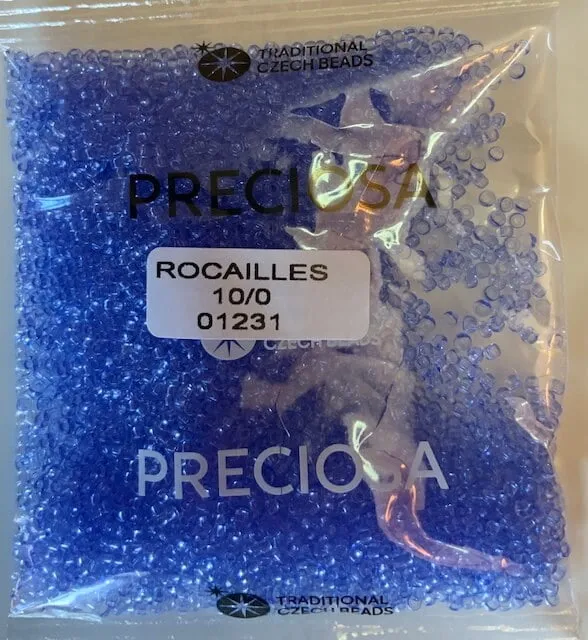 TRADITIONAL
CZECH BEADS
PRECIOSA
ROCAILLES
10/0
01231
CZECH BEADS
PRECIOSA
TRADITIONAL
CZECH BEADS